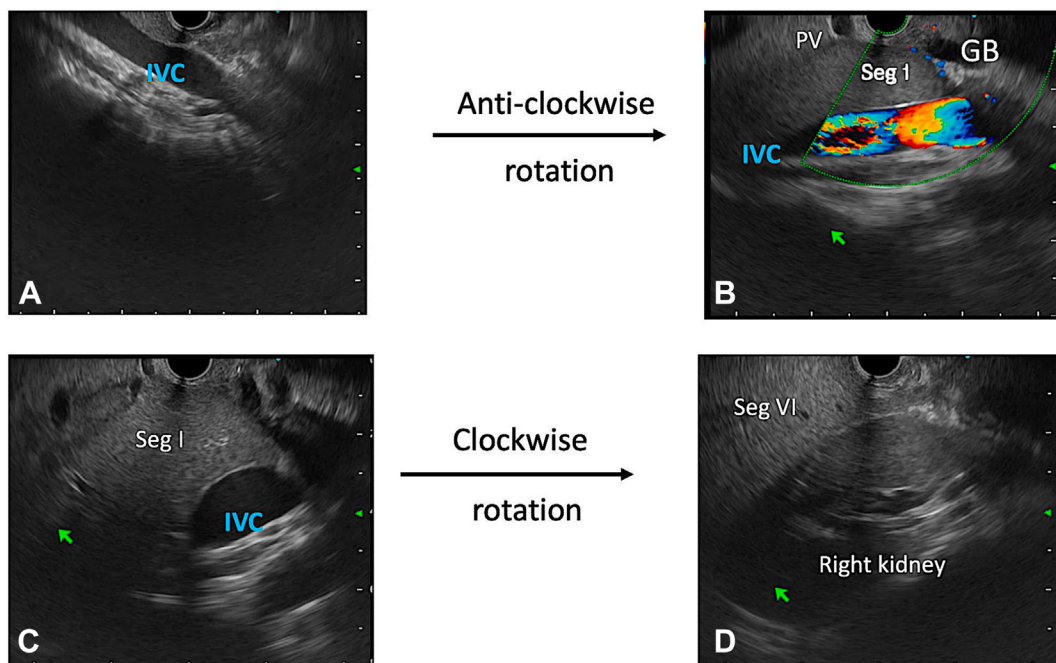 IVC
A
Anti-clockwise
rotation
PV
GB
Seg 1
IVC
B
Seg I
IVC
C
Clockwise
rotation
Seg VI
Right kidney
D